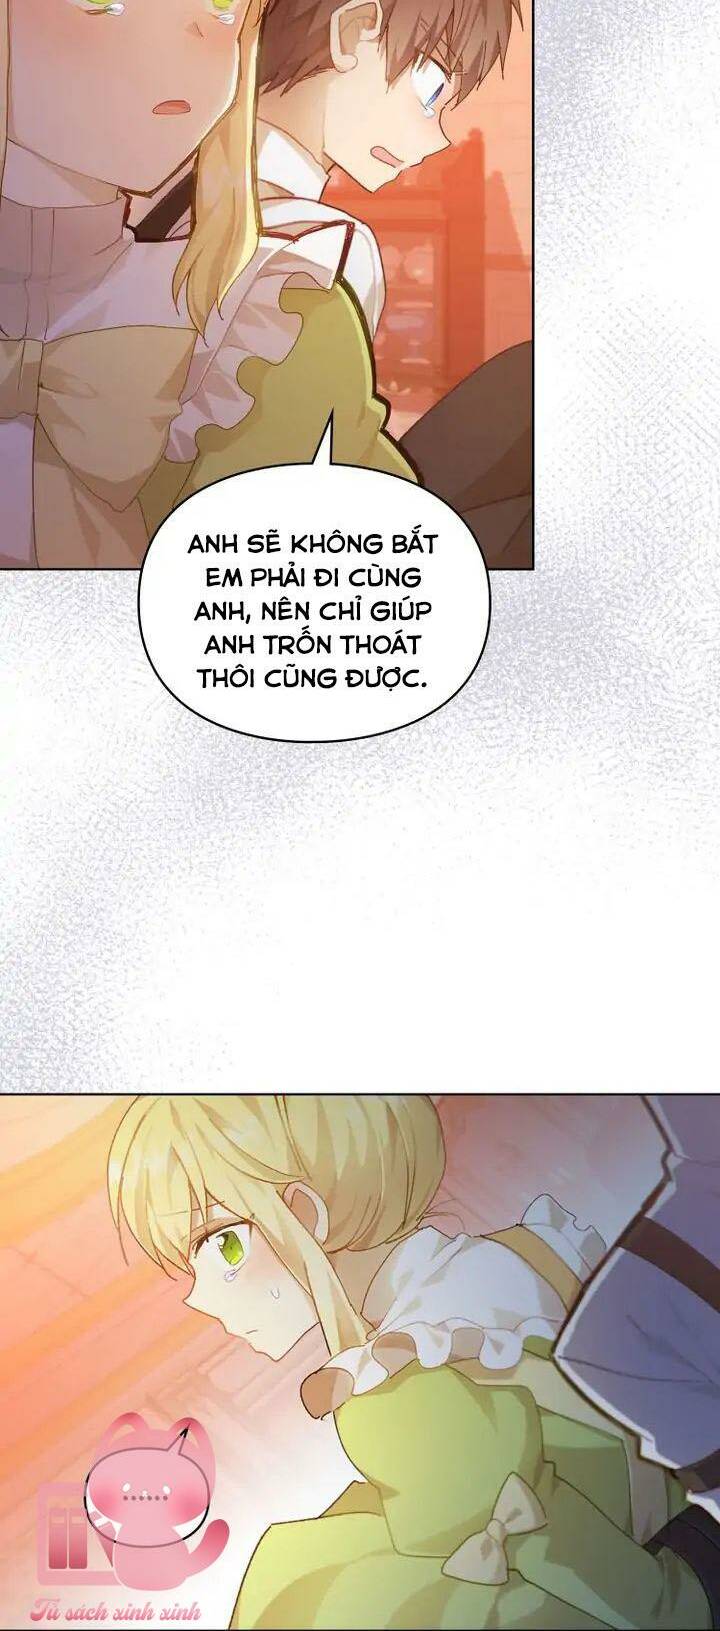 ANH SẼ KHÔNG BẮT
EM PHẢI ĐI CÙNG
ANH, NÊN CHỈ GIÚP
ANH TRỐN THOÁT
THÔI CŨNG ĐƯỢC.
......
Tủ sách xinh xinh